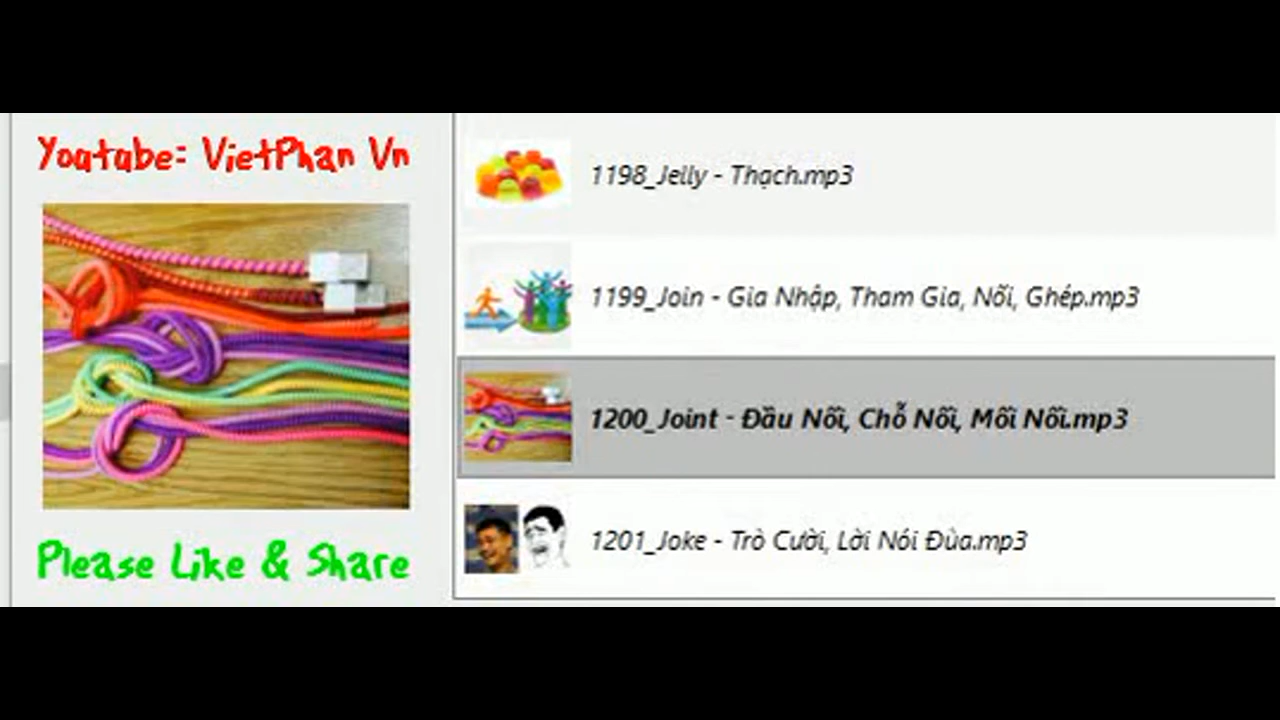 Youtube: VietPhan Vn
Please Like & Share
1198_Jelly - Thạch.mp3
1199_Join - Gia Nhập, Tham Gia, Nối, Ghép.mp3
1200_Joint - Đầu Nối, Chỗ Nối, Mối Nối.mp3
1201_Joke - Trò Cười, Lời Nói Đùa.mp3